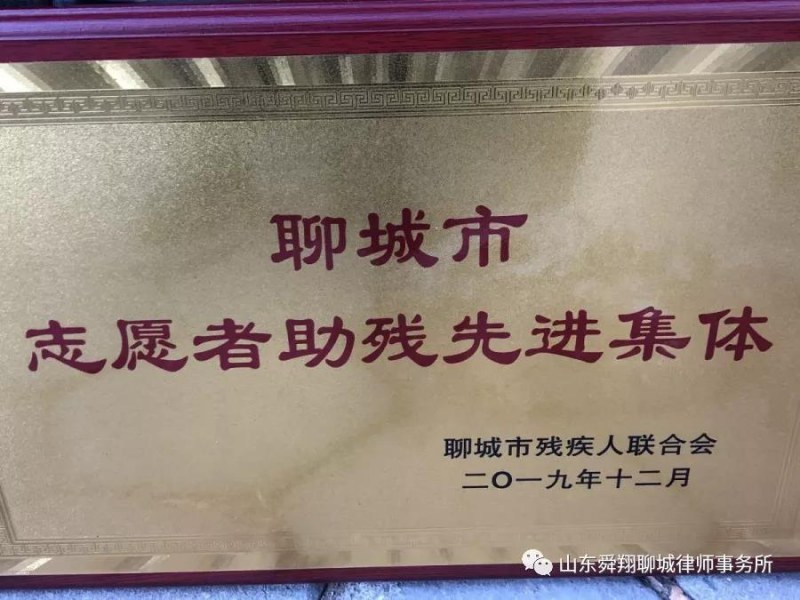 聊城市
志愿者助残先进集体
聊城市残疾人联合会
二〇一九年十二月
山东舜翔聊城律师事务所